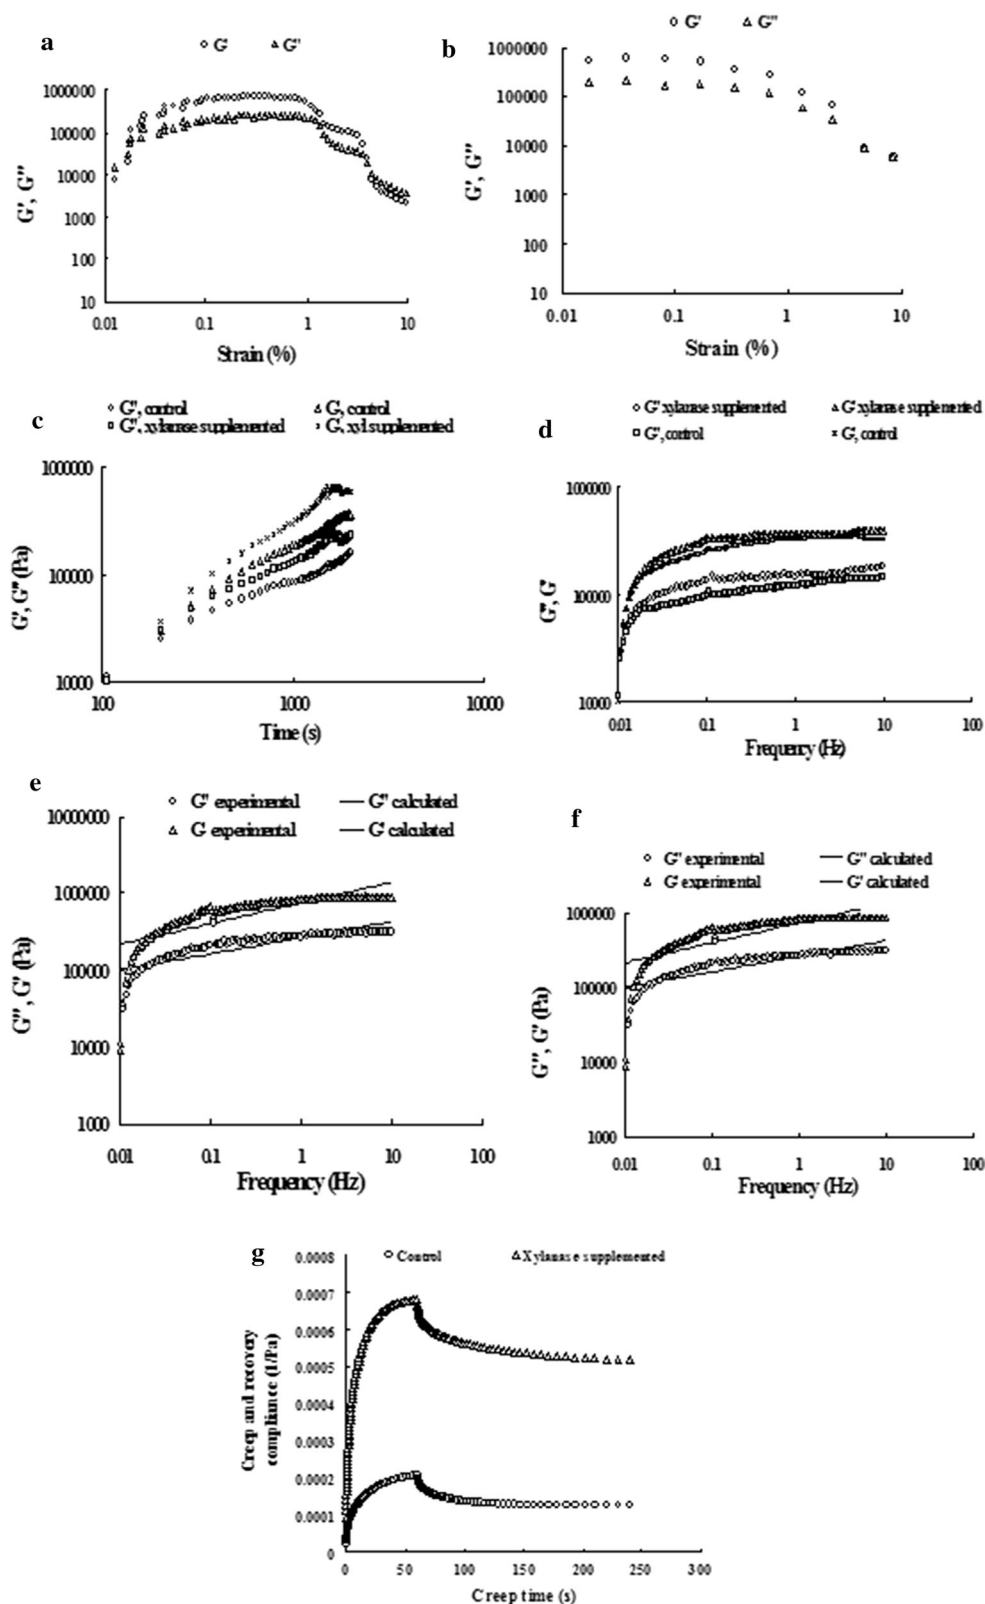 a
G' G''
1000000
100000
10000
1000
100
10
0.01 0.1 1 10
G', G''
Strain (%)
b
G' G''
1000000
100000
10000
1000
100
10
0.01 0.1 1 10
G', G''
Strain (%)
c
G'', control G', control
G'', xylanase supplemented G', xyl supplemented
1000000
100000
10000
100 1000 10000
G', G'' (Pa)
Time (s)
d
G'' xylanase supplemented G' xylanase supplemented
G'', control G', control
1000000
100000
10000
0.01 0.1 1 10 100
G'', G'
Frequency (Hz)
e
G'' experimental G'' calculated
G' experimental G' calculated
10000000
1000000
100000
10000
1000
0.01 0.1 1 10 100
G'', G' (Pa)
Frequency (Hz)
f
G'' experimental G'' calculated
G' experimental G' calculated
1000000
100000
10000
1000
0.01 0.1 1 10 100
G'', G' (Pa)
Frequency (Hz)
g
Control Xylanase supplemented
0.0008
0.0007
0.0006
0.0005
0.0004
0.0003
0.0002
0.0001
0
0 50 100 150 200 250 300
Creep and recovery
compliance (1/Pa)
Creep time (s)